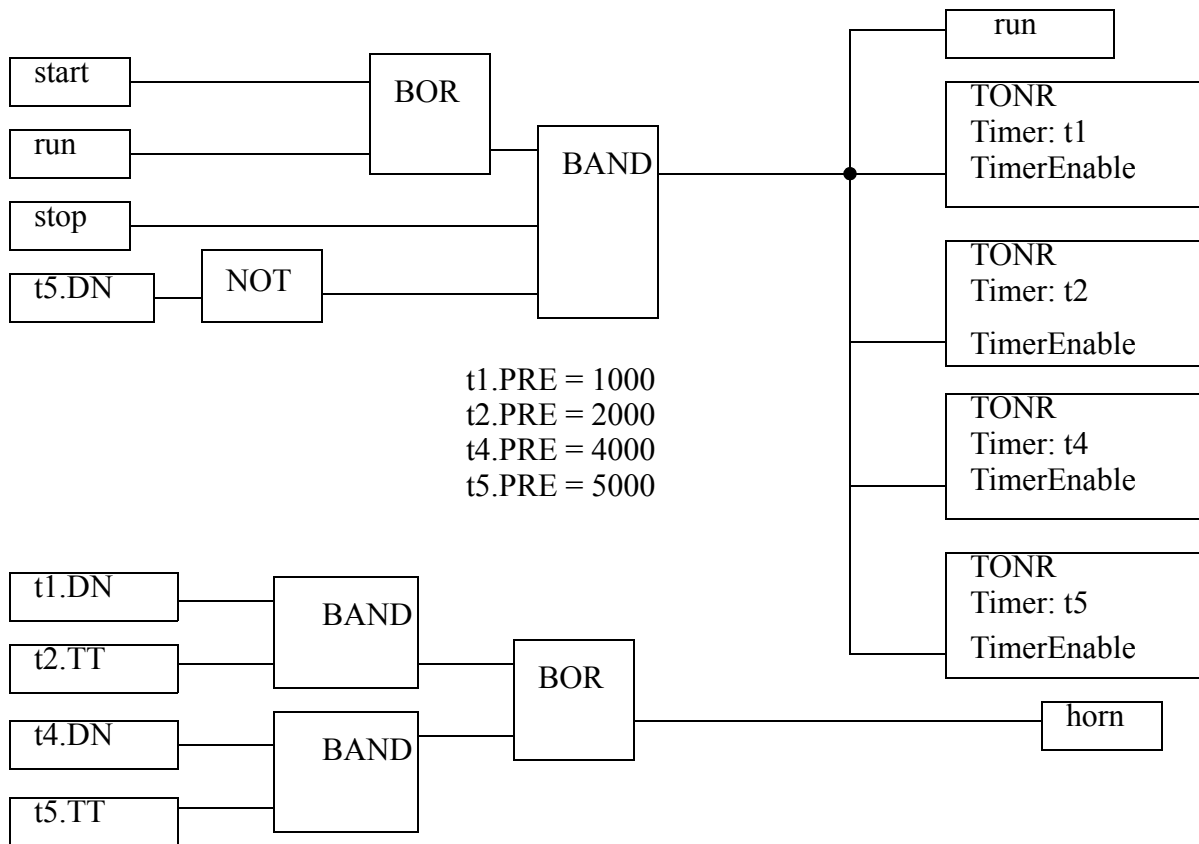 start
run
stop
t5.DN
NOT
BOR
BAND
run
TONR
Timer: t1
TimerEnable
TONR
Timer: t2
TimerEnable
TONR
Timer: t4
TimerEnable
TONR
Timer: t5
TimerEnable
t1.PRE = 1000
t2.PRE = 2000
t4.PRE = 4000
t5.PRE = 5000
t1.DN
t2.TT
t4.DN
t5.TT
BAND
BAND
BOR
horn